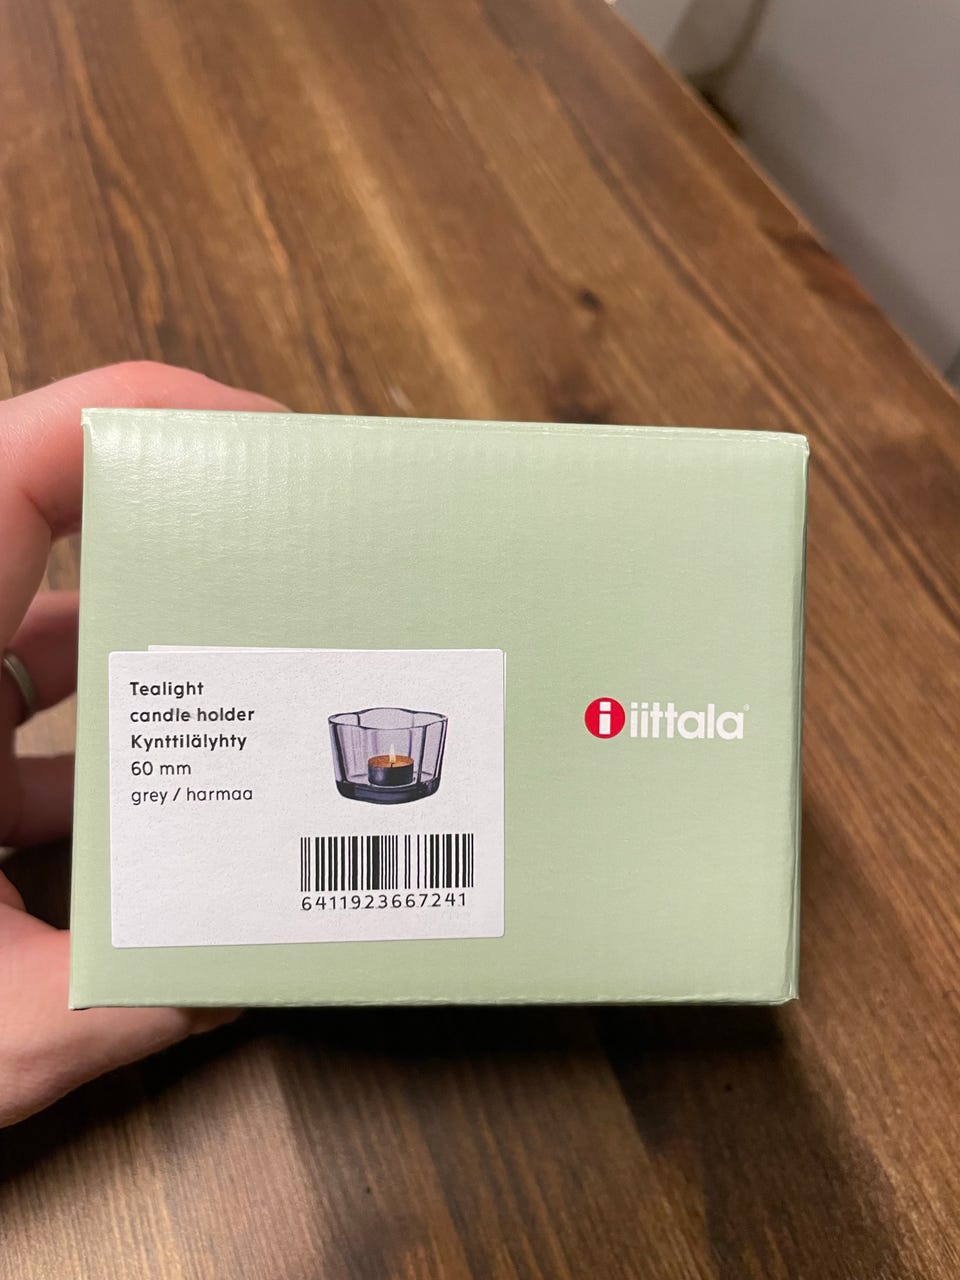 Tealight
candle holder
Kynttilälyhty
60 mm
grey / harmaa
6411923667241
i iittala®